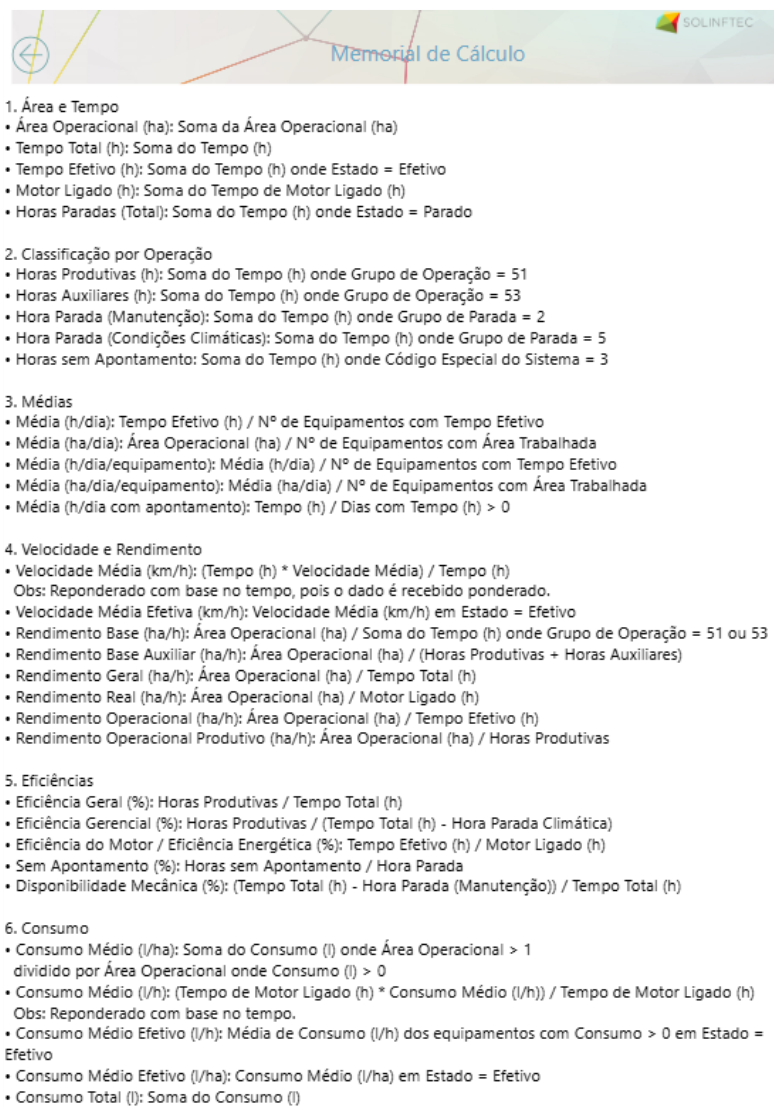 SOLINFTEC
Memorial de Cálculo
1. Área e Tempo
• Área Operacional (ha): Soma da Área Operacional (ha)
• Tempo Total (h): Soma do Tempo (h)
• Tempo Efetivo (h): Soma do Tempo (h) onde Estado = Efetivo
• Motor Ligado (h): Soma do Tempo de Motor Ligado (h)
• Horas Paradas (Total): Soma do Tempo (h) onde Estado = Parado
2. Classificação por Operação
• Horas Produtivas (h): Soma do Tempo (h) onde Grupo de Operação = 51
• Horas Auxiliares (h): Soma do Tempo (h) onde Grupo de Operação = 53
• Hora Parada (Manutenção): Soma do Tempo (h) onde Grupo de Parada = 2
• Hora Parada (Condições Climáticas): Soma do Tempo (h) onde Grupo de Parada = 5
• Horas sem Apontamento: Soma do Tempo (h) onde Código Especial do Sistema = 3
3. Médias
• Média (h/dia): Tempo Efetivo (h) / Nº de Equipamentos com Tempo Efetivo
• Média (ha/dia): Área Operacional (ha) / Nº de Equipamentos com Área Trabalhada
• Média (h/dia/equipamento): Média (h/dia) / Nº de Equipamentos com Tempo Efetivo
• Média (ha/dia/equipamento): Média (ha/dia) / Nº de Equipamentos com Área Trabalhada
• Média (h/dia com apontamento): Tempo (h) / Dias com Tempo (h) > 0
4. Velocidade e Rendimento
• Velocidade Média (km/h): (Tempo (h) * Velocidade Média) / Tempo (h)
Obs: Reponderado com base no tempo, pois o dado é recebido ponderado.
• Velocidade Média Efetiva (km/h): Velocidade Média (km/h) em Estado = Efetivo
• Rendimento Base (ha/h): Área Operacional (ha) / Soma do Tempo (h) onde Grupo de Operação = 51 ou 53
• Rendimento Base Auxiliar (ha/h): Área Operacional (ha) / (Horas Produtivas + Horas Auxiliares)
• Rendimento Geral (ha/h): Área Operacional (ha) / Tempo Total (h)
• Rendimento Real (ha/h): Área Operacional (ha) / Motor Ligado (h)
• Rendimento Operacional (ha/h): Área Operacional (ha) / Tempo Efetivo (h)
• Rendimento Operacional Produtivo (ha/h): Área Operacional (ha) / Horas Produtivas
5. Eficiências
• Eficiência Geral (%): Horas Produtivas / Tempo Total (h)
• Eficiência Gerencial (%): Horas Produtivas / (Tempo Total (h) - Hora Parada Climática)
• Eficiência do Motor / Eficiência Energética (%): Tempo Efetivo (h) / Motor Ligado (h)
• Sem Apontamento (%): Horas sem Apontamento / Hora Parada
• Disponibilidade Mecânica (%): (Tempo Total (h) - Hora Parada (Manutenção)) / Tempo Total (h)
6. Consumo
• Consumo Médio (l/ha): Soma do Consumo (l) onde Área Operacional > 1
dividido por Área Operacional onde Consumo (l) > 0
• Consumo Médio (l/h): (Tempo de Motor Ligado (h) * Consumo Médio (l/h)) / Tempo de Motor Ligado (h)
Obs: Reponderado com base no tempo.
• Consumo Médio Efetivo (l/h): Média de Consumo (l/h) dos equipamentos com Consumo > 0 em Estado =
Efetivo
• Consumo Médio Efetivo (l/ha): Consumo Médio (l/ha) em Estado = Efetivo
• Consumo Total (l): Soma do Consumo (l)